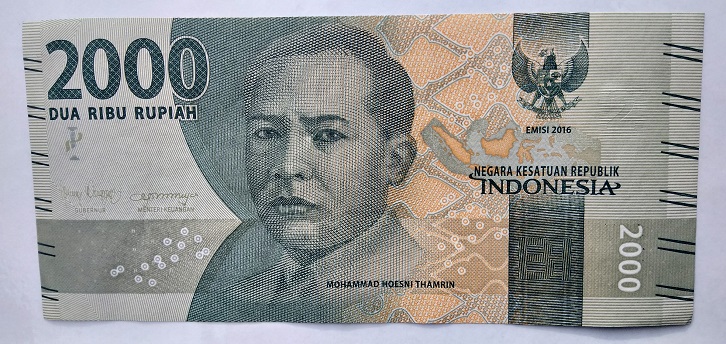 2000
DUA RIBU RUPIAH
EMISI 2016
NEGARA KESATUAN REPUBLIK
INDONESIA
GUBERNUR
MENTERI KEUANGAN
MOHAMMAD HOESNI THAMRIN
2000